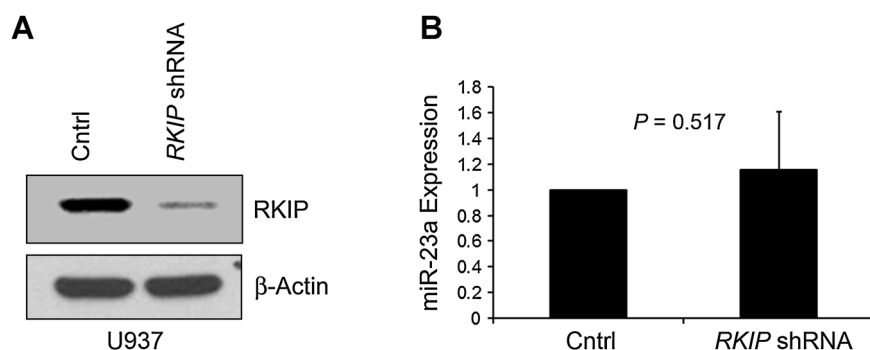 A
Cntrl
RKIP shRNA
RKIP
β-Actin
U937
B
miR-23a Expression
1.8
1.6
1.4
1.2
1
0.8
0.6
0.4
0.2
0
P = 0.517
Cntrl
RKIP shRNA